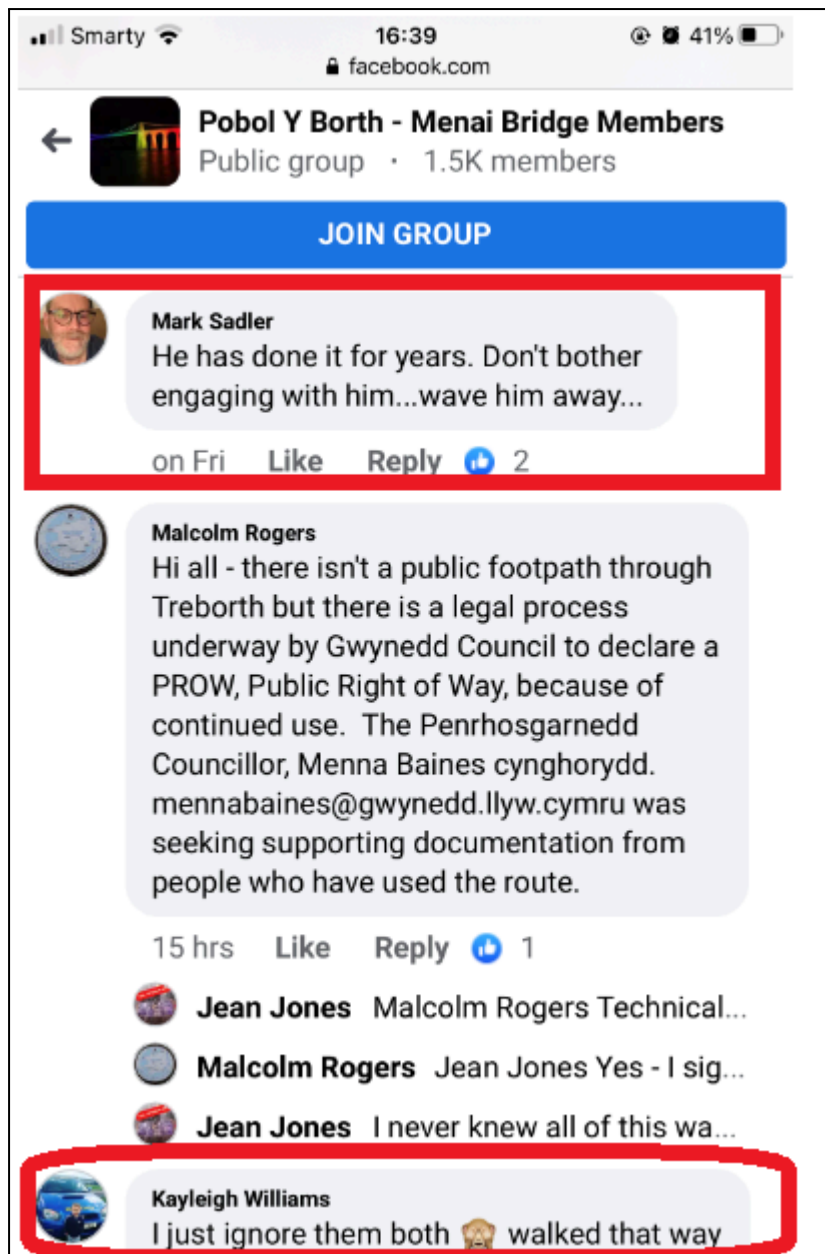 Smarty 16:39 41%
facebook.com
Pobol Y Borth - Menai Bridge Members
Public group · 1.5K members
JOIN GROUP
Mark Sadler
He has done it for years. Don't bother
engaging with him...wave him away...
on Fri Like Reply 2
Malcolm Rogers
Hi all - there isn't a public footpath through
Treborth but there is a legal process
underway by Gwynedd Council to declare a
PROW, Public Right of Way, because of
continued use. The Penrhosgarnedd
Councillor, Menna Baines cynghorydd.
mennabaines@gwynedd.llyw.cymru was
seeking supporting documentation from
people who have used the route.
15 hrs Like Reply 1
Jean Jones Malcolm Rogers Technical...
Malcolm Rogers Jean Jones Yes - I sig...
Jean Jones I never knew all of this wa...
Kayleigh Williams
I just ignore them both 🙈 walked that way